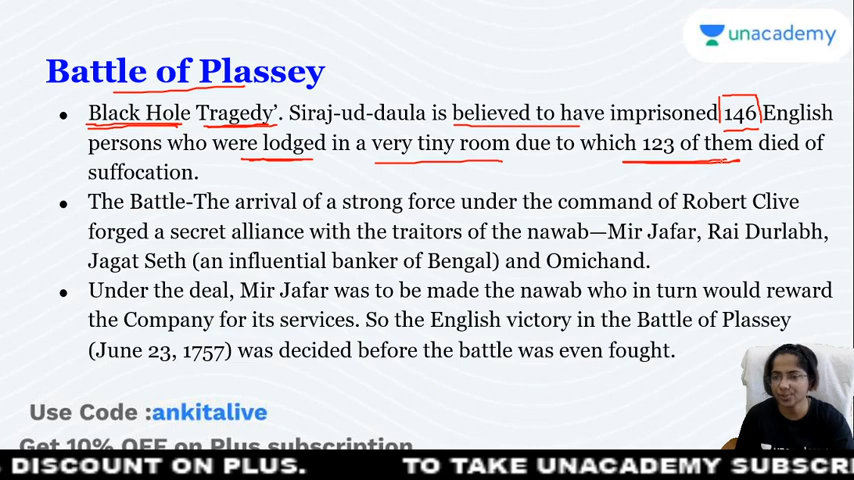 unacademy
Battle of Plassey
• Black Hole Tragedy’. Siraj-ud-daula is believed to have imprisoned 146 English
persons who were lodged in a very tiny room due to which 123 of them died of
suffocation.
• The Battle-The arrival of a strong force under the command of Robert Clive
forged a secret alliance with the traitors of the nawab—Mir Jafar, Rai Durlabh,
Jagat Seth (an influential banker of Bengal) and Omichand.
• Under the deal, Mir Jafar was to be made the nawab who in turn would reward
the Company for its services. So the English victory in the Battle of Plassey
(June 23, 1757) was decided before the battle was even fought.
Use Code :ankitalive
Get 10% OFF on Plus subscription
DISCOUNT ON PLUS. TO TAKE UNACADEMY SUBSCR